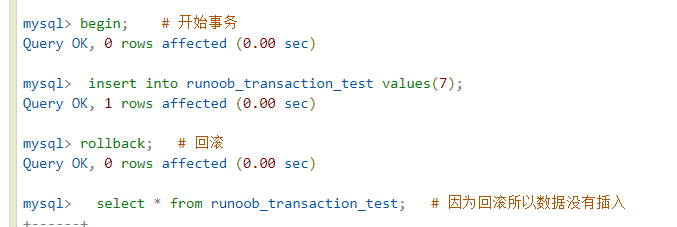 mysql> begin;    # 开始事务
Query OK, 0 rows affected (0.00 sec)
mysql>  insert into runoob_transaction_test values(7);
Query OK, 1 rows affected (0.00 sec)
mysql> rollback;   # 回滚
Query OK, 0 rows affected (0.00 sec)
mysql>   select * from runoob_transaction_test;   # 因为回滚所以数据没有插入
+------+